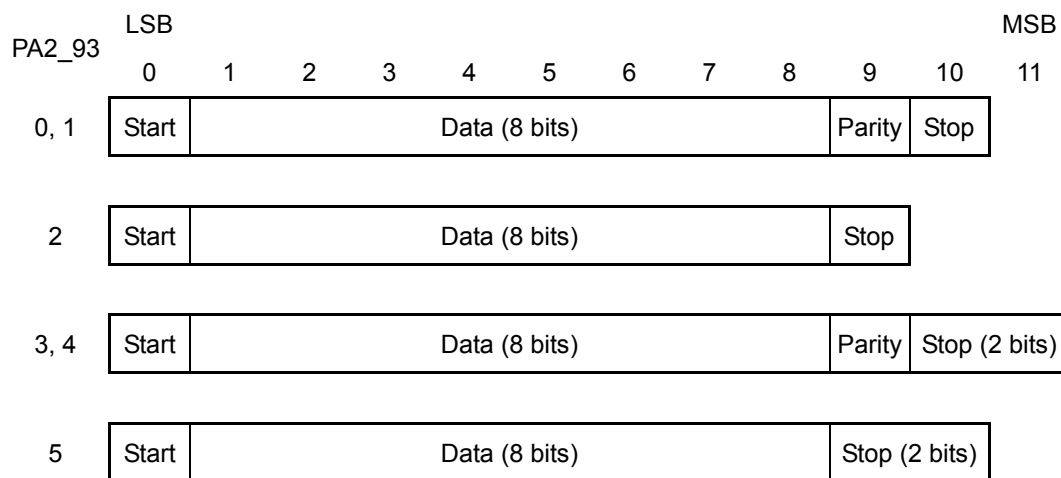 LSB MSB
PA2_93
0 1 2 3 4 5 6 7 8 9 10 11
0, 1 Start Data (8 bits) Parity Stop
2 Start Data (8 bits) Stop
3, 4 Start Data (8 bits) Parity Stop (2 bits)
5 Start Data (8 bits) Stop (2 bits)